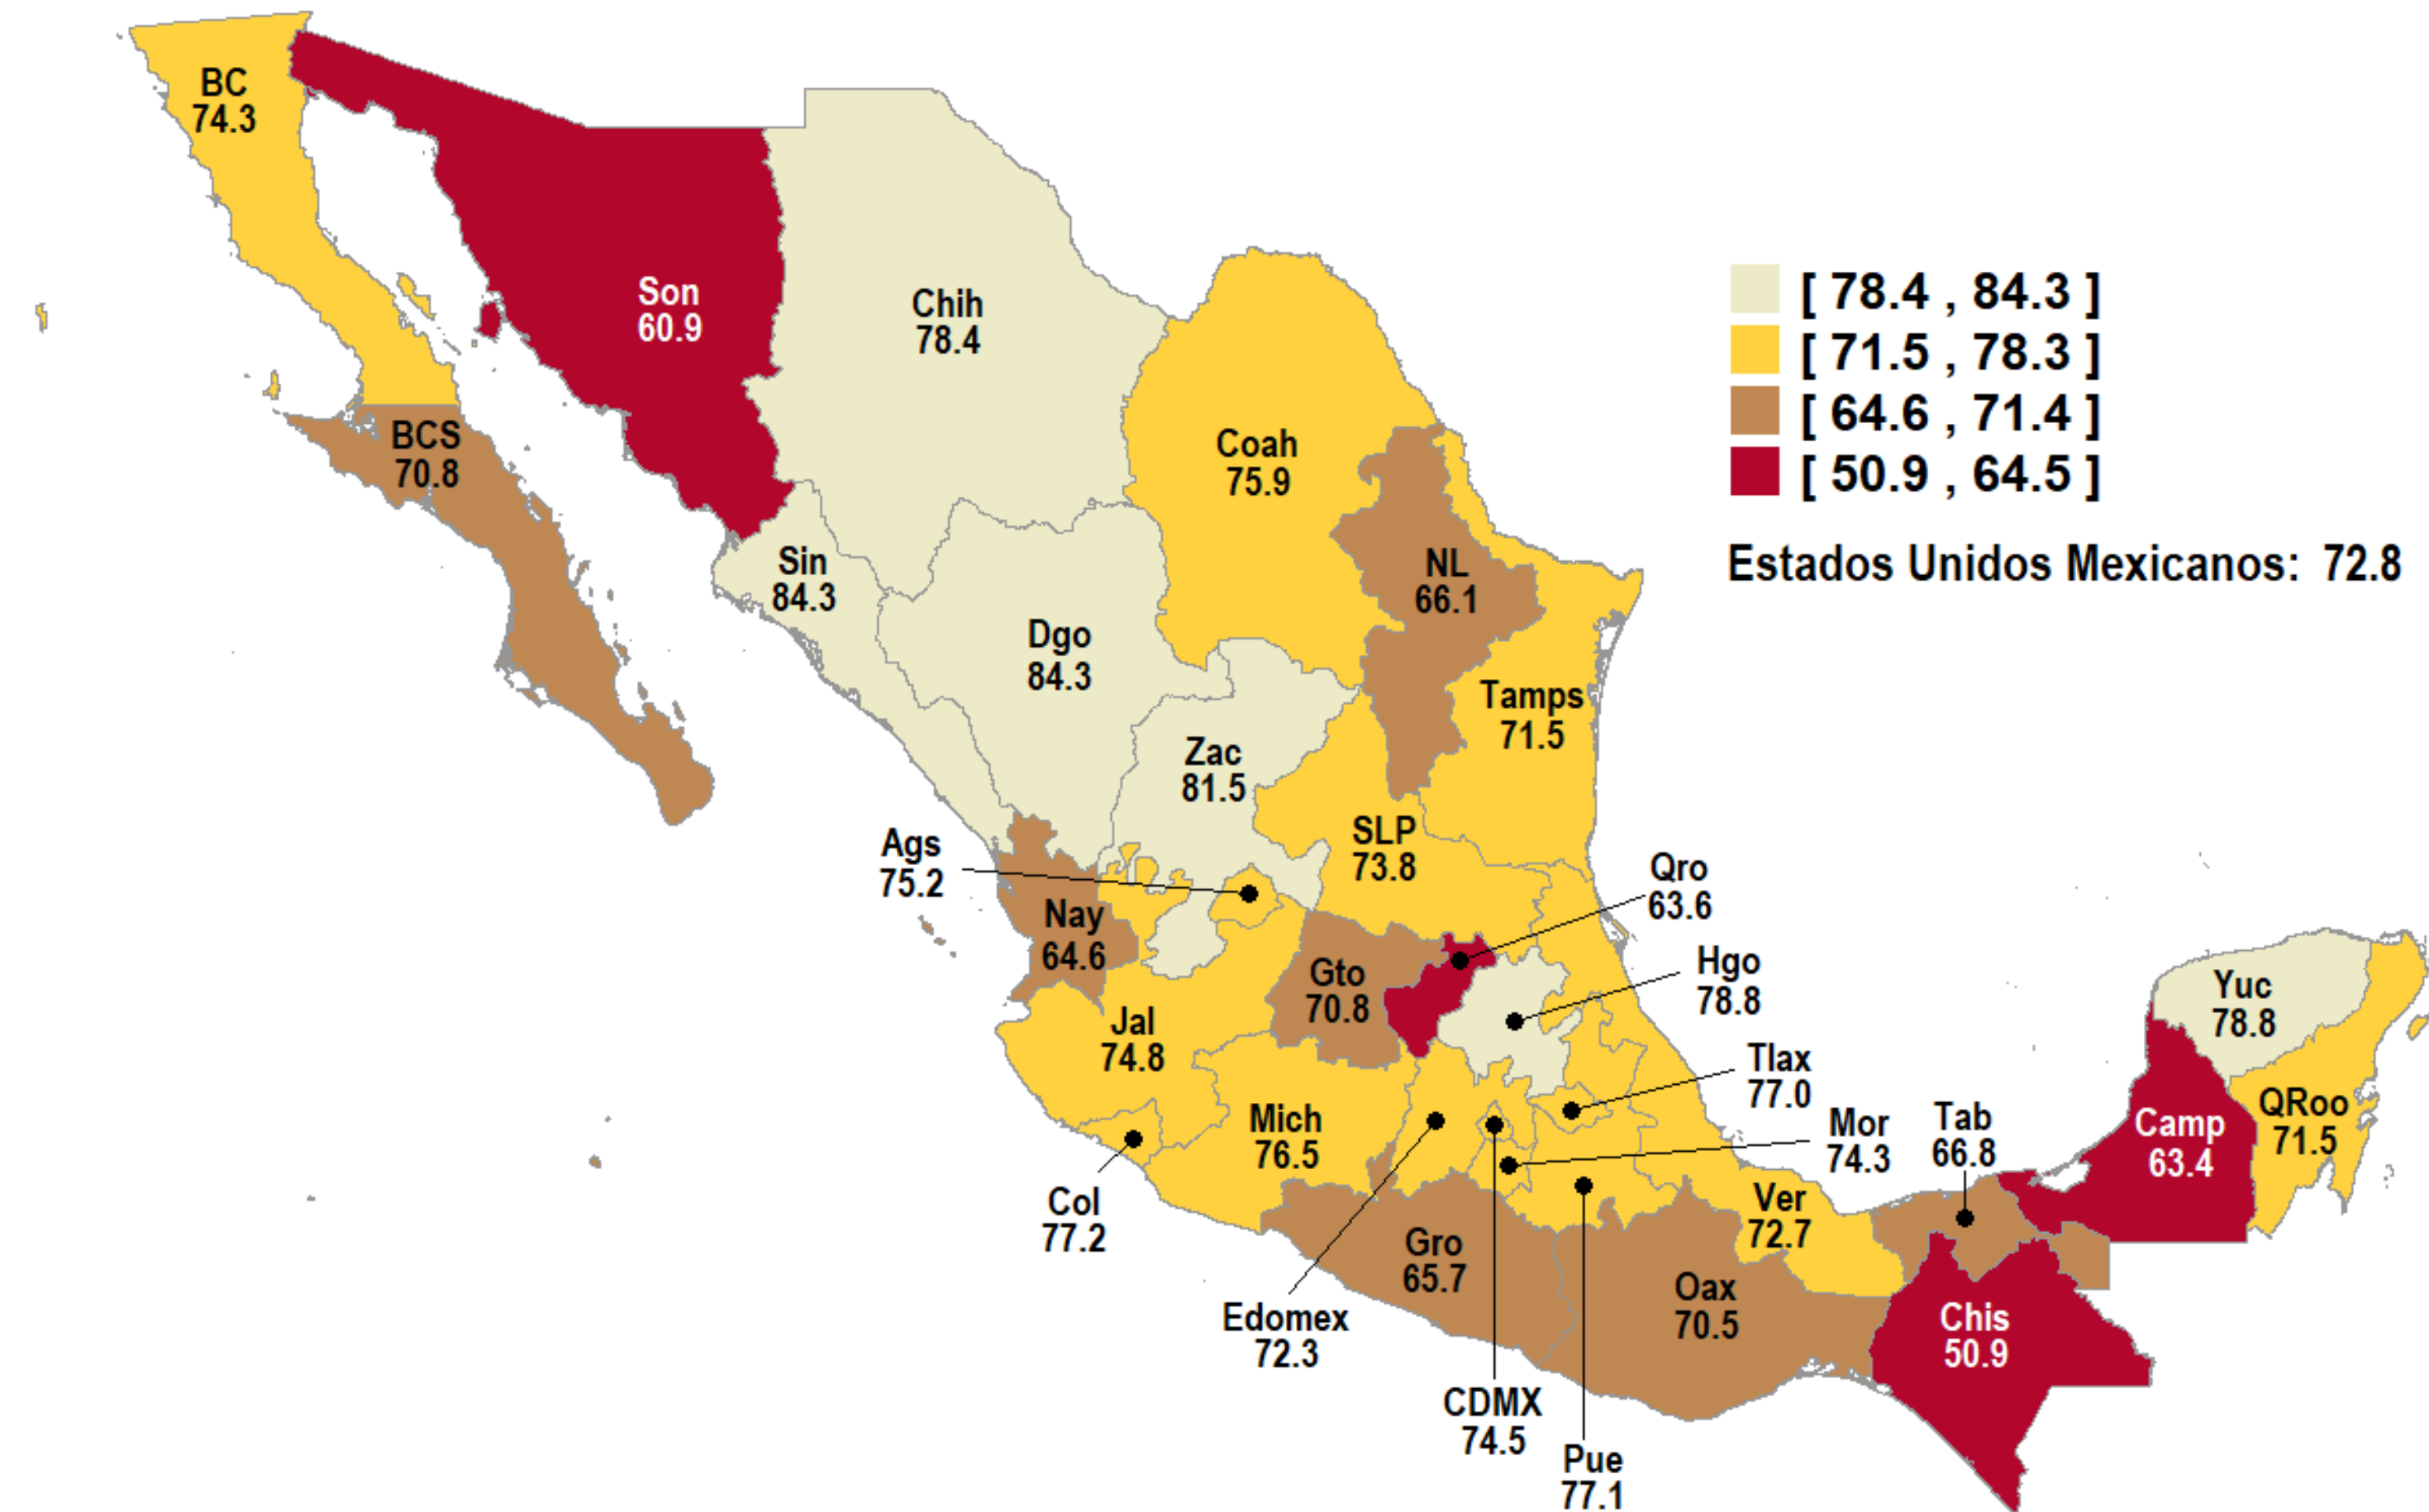 BC
74.3
Son
60.9
Chih
78.4
[ 78.4 , 84.3 ]
[ 71.5 , 78.3 ]
[ 64.6 , 71.4 ]
[ 50.9 , 64.5 ]
Estados Unidos Mexicanos: 72.8
BCS
70.8
Coah
75.9
Sin
84.3
NL
66.1
Dgo
84.3
Tamps
71.5
Zac
81.5
SLP
73.8
Ags
75.2
Qro
63.6
Nay
64.6
Gto
70.8
Hgo
78.8
Yuc
78.8
Jal
74.8
Tlax
77.0
Mich
76.5
Mor
74.3
Tab
66.8
Camp
63.4
QRoo
71.5
Col
77.2
Ver
72.7
Gro
65.7
Oax
70.5
Edomex
72.3
Chis
50.9
CDMX
74.5
Pue
77.1